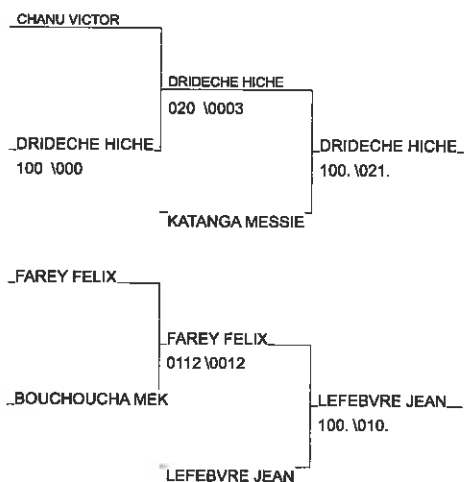 CHANU VICTOR
DRIDECHE HICHE
020 \0003
DRIDECHE HICHE
100 \000
DRIDECHE HICHE
100. \021.
KATANGA MESSIE
FAREY FELIX
FAREY FELIX
0112 \0012
BOUCHOUCHA MEK
LEFEBVRE JEAN
100. \010.
LEFEBVRE JEAN